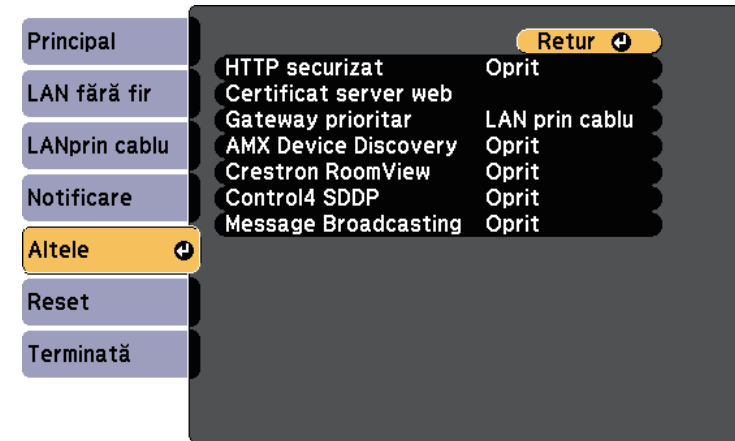 Principal
LAN fără fir
LANprin cablu
Notificare
Altele
Reset
Terminată
Retur
HTTP securizat Oprit
Certificat server web
Gateway prioritar LAN prin cablu
AMX Device Discovery Oprit
Crestron RoomView Oprit
Control4 SDDP Oprit
Message Broadcasting Oprit